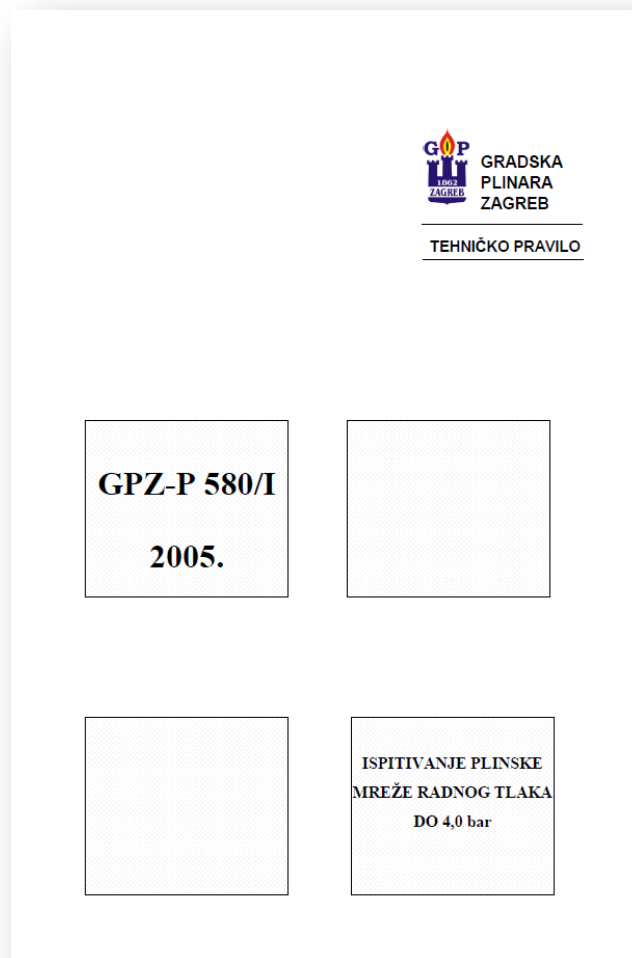 GOP
1862
ZAGREB
GRADSKA
PLINARA
ZAGREB
TEHNIČKO PRAVILO
GPZ-P 580/I
2005.
ISPITIVANJE PLINSKE
MREŽE RADNOG TLAKA
DO 4,0 bar